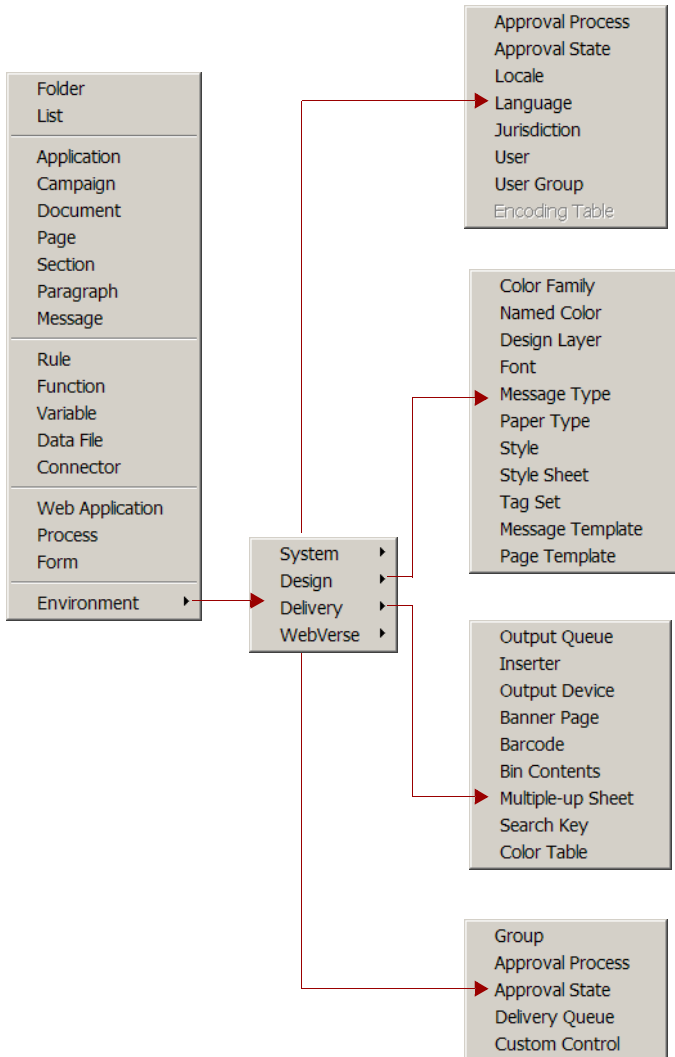 Folder
List
Application
Campaign
Document
Page
Section
Paragraph
Message
Rule
Function
Variable
Data File
Connector
Web Application
Process
Form
Environment
System
Design
Delivery
WebVerse
Approval Process
Approval State
Locale
Language
Jurisdiction
User
User Group
Encoding Table
Color Family
Named Color
Design Layer
Font
Message Type
Paper Type
Style
Style Sheet
Tag Set
Message Template
Page Template
Output Queue
Inserter
Output Device
Banner Page
Barcode
Bin Contents
Multiple-up Sheet
Search Key
Color Table
Group
Approval Process
Approval State
Delivery Queue
Custom Control